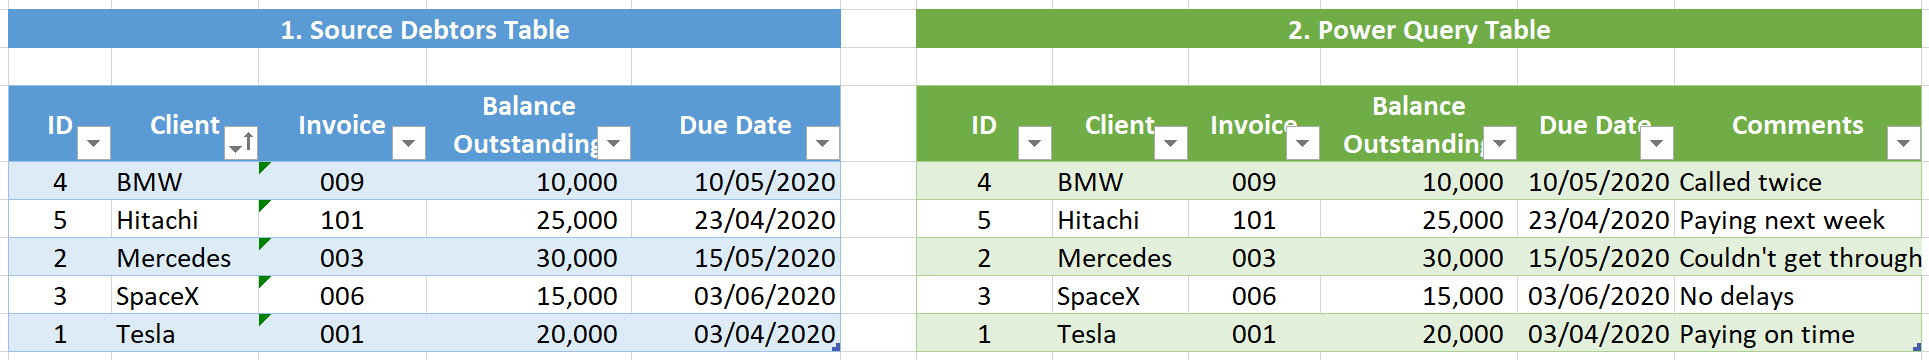 1. Source Debtors Table
ID Client Invoice Balance Outstanding Due Date
4 BMW 009 10,000 10/05/2020
5 Hitachi 101 25,000 23/04/2020
2 Mercedes 003 30,000 15/05/2020
3 SpaceX 006 15,000 03/06/2020
1 Tesla 001 20,000 03/04/2020
2. Power Query Table
ID Client Invoice Balance Outstanding Due Date Comments
4 BMW 009 10,000 10/05/2020 Called twice
5 Hitachi 101 25,000 23/04/2020 Paying next week
2 Mercedes 003 30,000 15/05/2020 Couldn't get through
3 SpaceX 006 15,000 03/06/2020 No delays
1 Tesla 001 20,000 03/04/2020 Paying on time